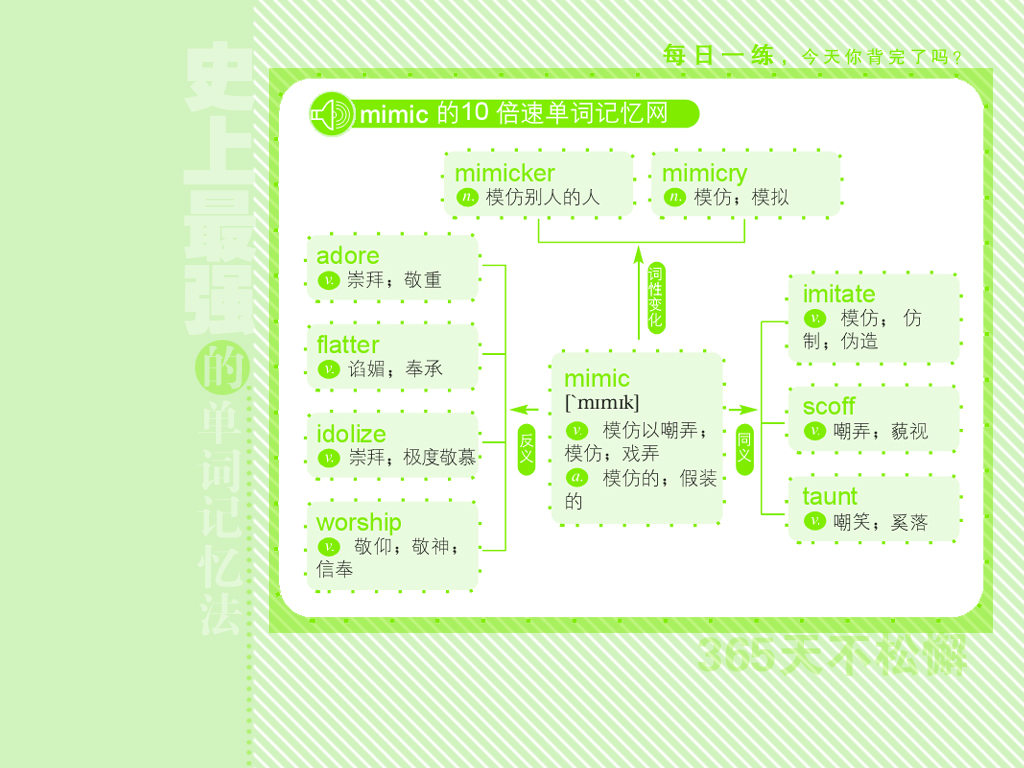 史上最强的单词记忆法
每日一练，今天你背完了吗?
mimic 的10 倍速单词记忆网
mimicker
n. 模仿别人的人
mimicry
n. 模仿；模拟
词性变化
adore
v. 崇拜；敬重
flatter
v. 谄媚；奉承
idolize
v. 崇拜；极度敬慕
worship
v. 敬仰；敬神；
信奉
反义
mimic
[`mɪmɪk]
v. 模仿以嘲弄；
模仿；戏弄
a. 模仿的；假装
的
同义
imitate
v. 模仿； 仿
制；伪造
scoff
v. 嘲弄；藐视
taunt
v. 嘲笑；奚落
365天不松懈